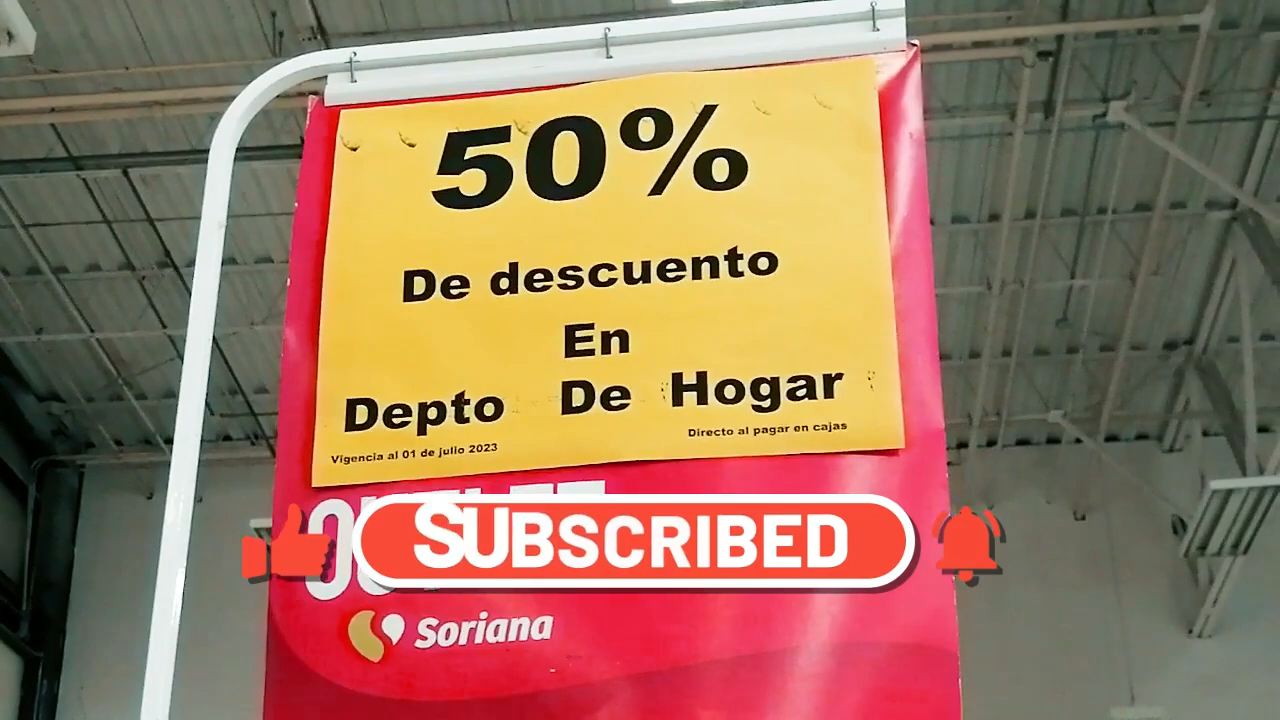 50%
De descuento
En
Depto De Hogar
Vigencia al 01 de julio 2023
Directo al pagar en cajas
SUBSCRIBED
Soriana